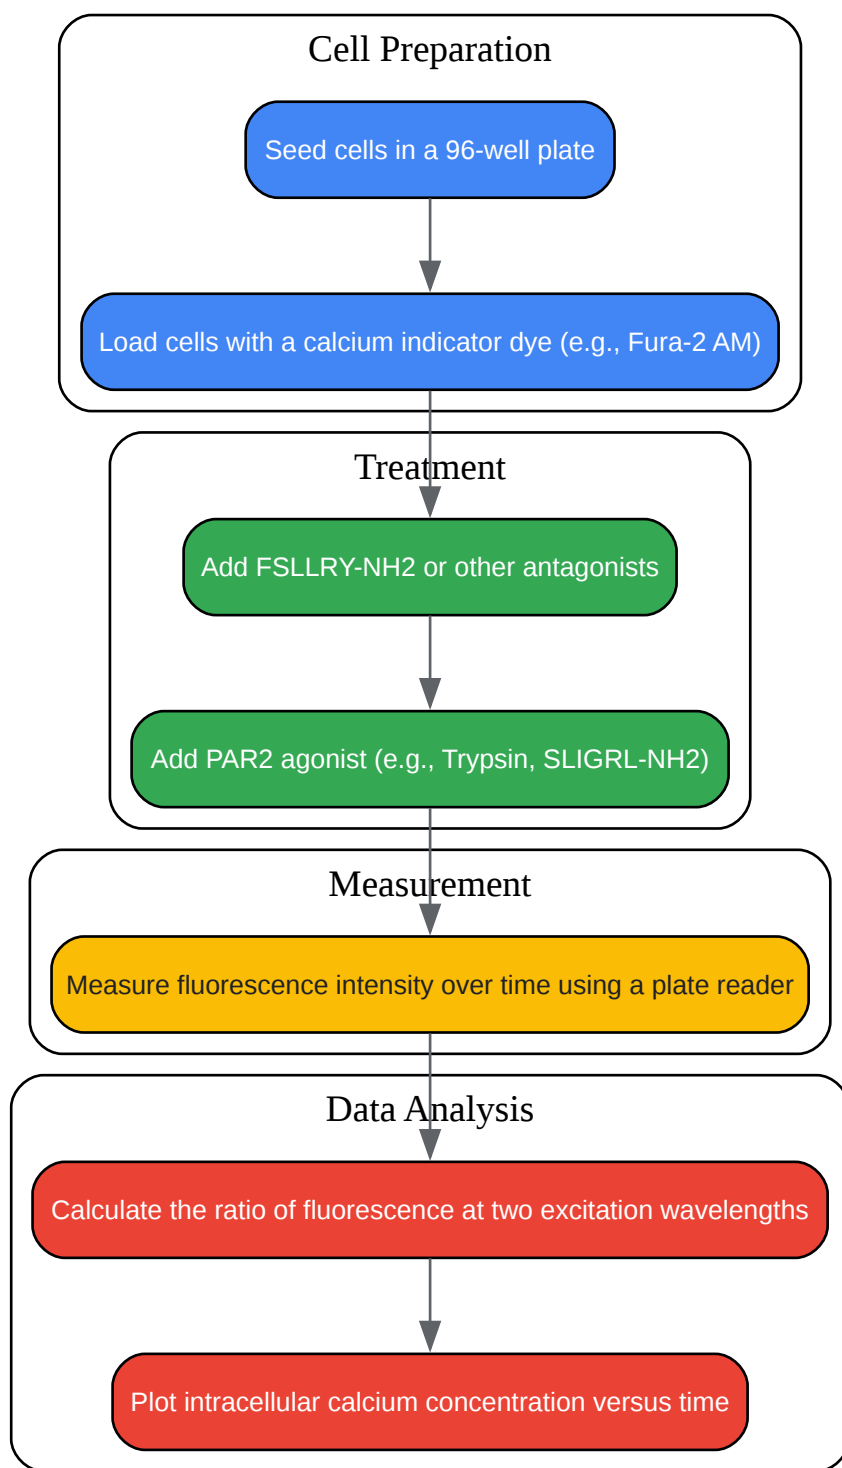 Cell Preparation
Seed cells in a 96-well plate
Load cells with a calcium indicator dye (e.g., Fura-2 AM)
Treatment
Add FSLLRY-NH2 or other antagonists
Add PAR2 agonist (e.g., Trypsin, SLIGRL-NH2)
Measurement
Measure fluorescence intensity over time using a plate reader
Data Analysis
Calculate the ratio of fluorescence at two excitation wavelengths
Plot intracellular calcium concentration versus time